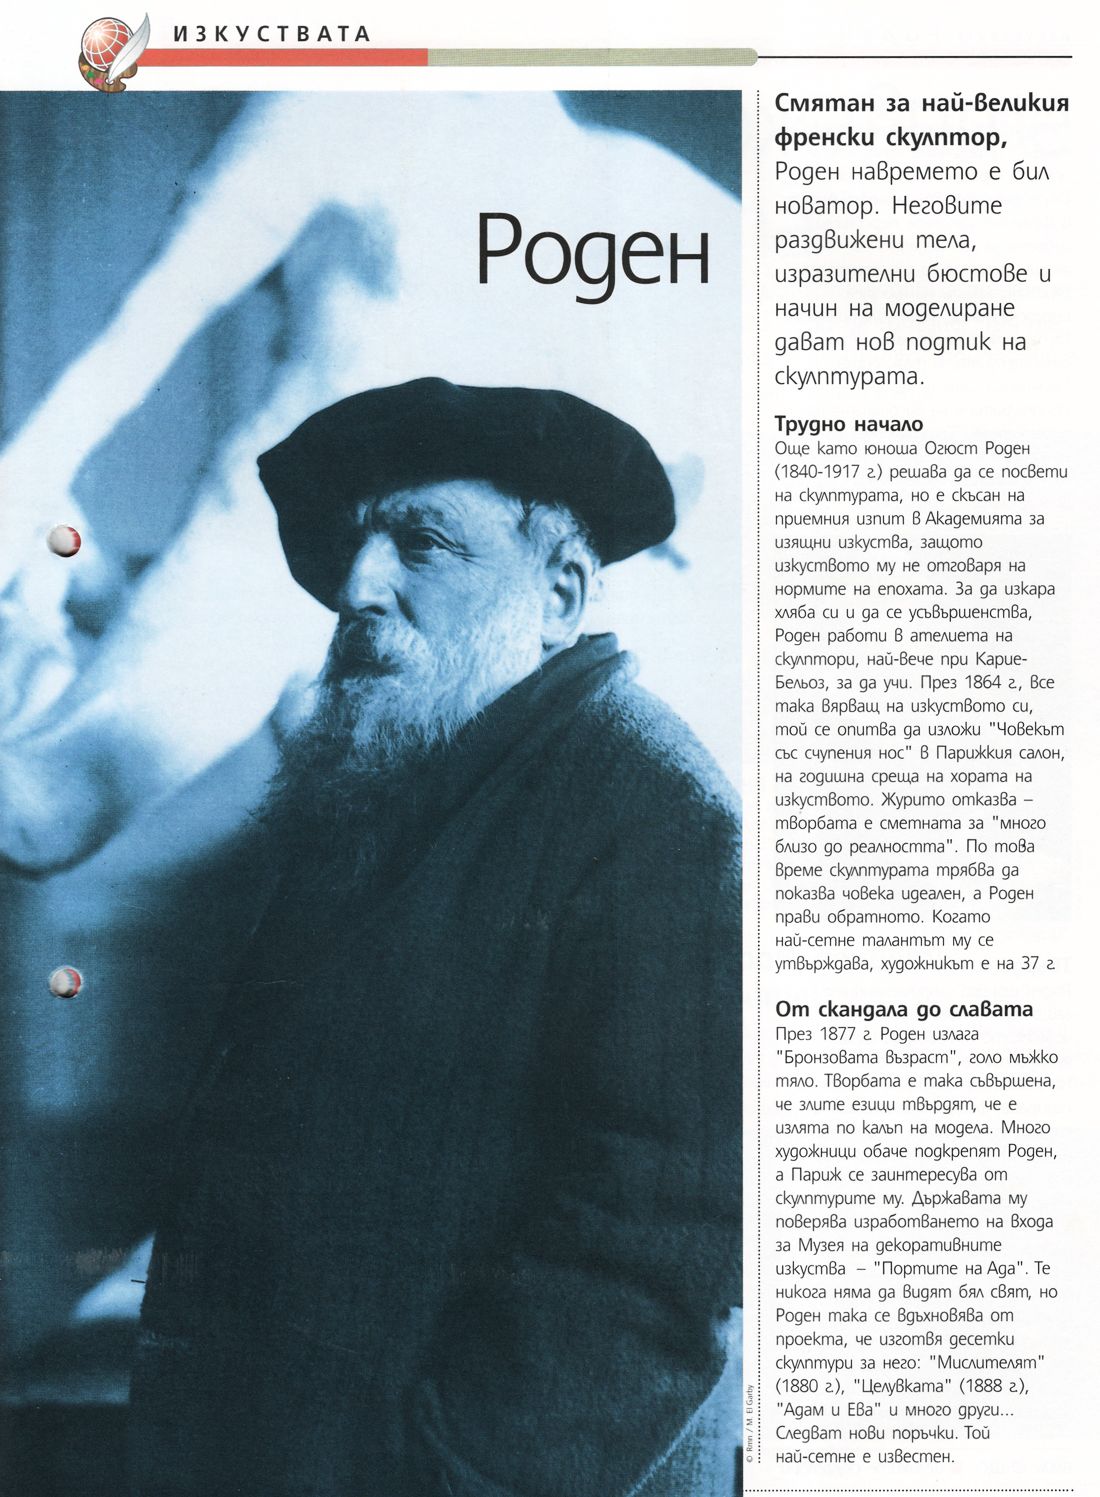 ИЗКУСТВАТА
Роден
Смятан за най-великия
френски скулптор,
Роден навремето е бил
новатор. Неговите
раздвижени тела,
изразителни бюстове и
начин на моделиране
дават нов подтик на
скулптурата.
Трудно начало
Още като юноша Огюст Роден
(1840-1917 г.) решава да се посвети
на скулптурата, но е скъсан на
приемния изпит в Академията за
изящни изкуства, защото
изкуството му не отговаря на
нормите на епохата. За да изкара
хляба си и да се усъвършенства,
Роден работи в ателиета на
скулптори, най-вече при Карие-
Бельоз, за да учи. През 1864 г., все
така вярващ на изкуството си,
той се опитва да изложи "Човекът
със счупения нос" в Парижкия салон,
на годишна среща на хората на
изкуството. Журито отказва –
творбата е сметната за "много
близо до реалността". По това
време скулптурата трябва да
показва човека идеален, а Роден
прави обратното. Когато
най-сетне талантът му се
утвърждава, художникът е на 37 г.
От скандала до славата
През 1877 г. Роден излага
"Бронзовата възраст", голо мъжко
тяло. Творбата е така съвършена,
че злите езици твърдят, че е
излята по калъп на модела. Много
художници обаче подкрепят Роден,
а Париж се заинтересува от
скулптурите му. Държавата му
поверява изработването на входа
за Музея на декоративните
изкуства – "Портите на Ада". Те
никога няма да видят бял свят, но
Роден така се вдъхновява от
проекта, че изготвя десетки
скулптури за него: "Мислителят"
(1880 г.), "Целувката" (1888 г.),
"Адам и Ева" и много други...
Следват нови поръчки. Той
най-сетне е известен.
© Rmn / M. El Garby